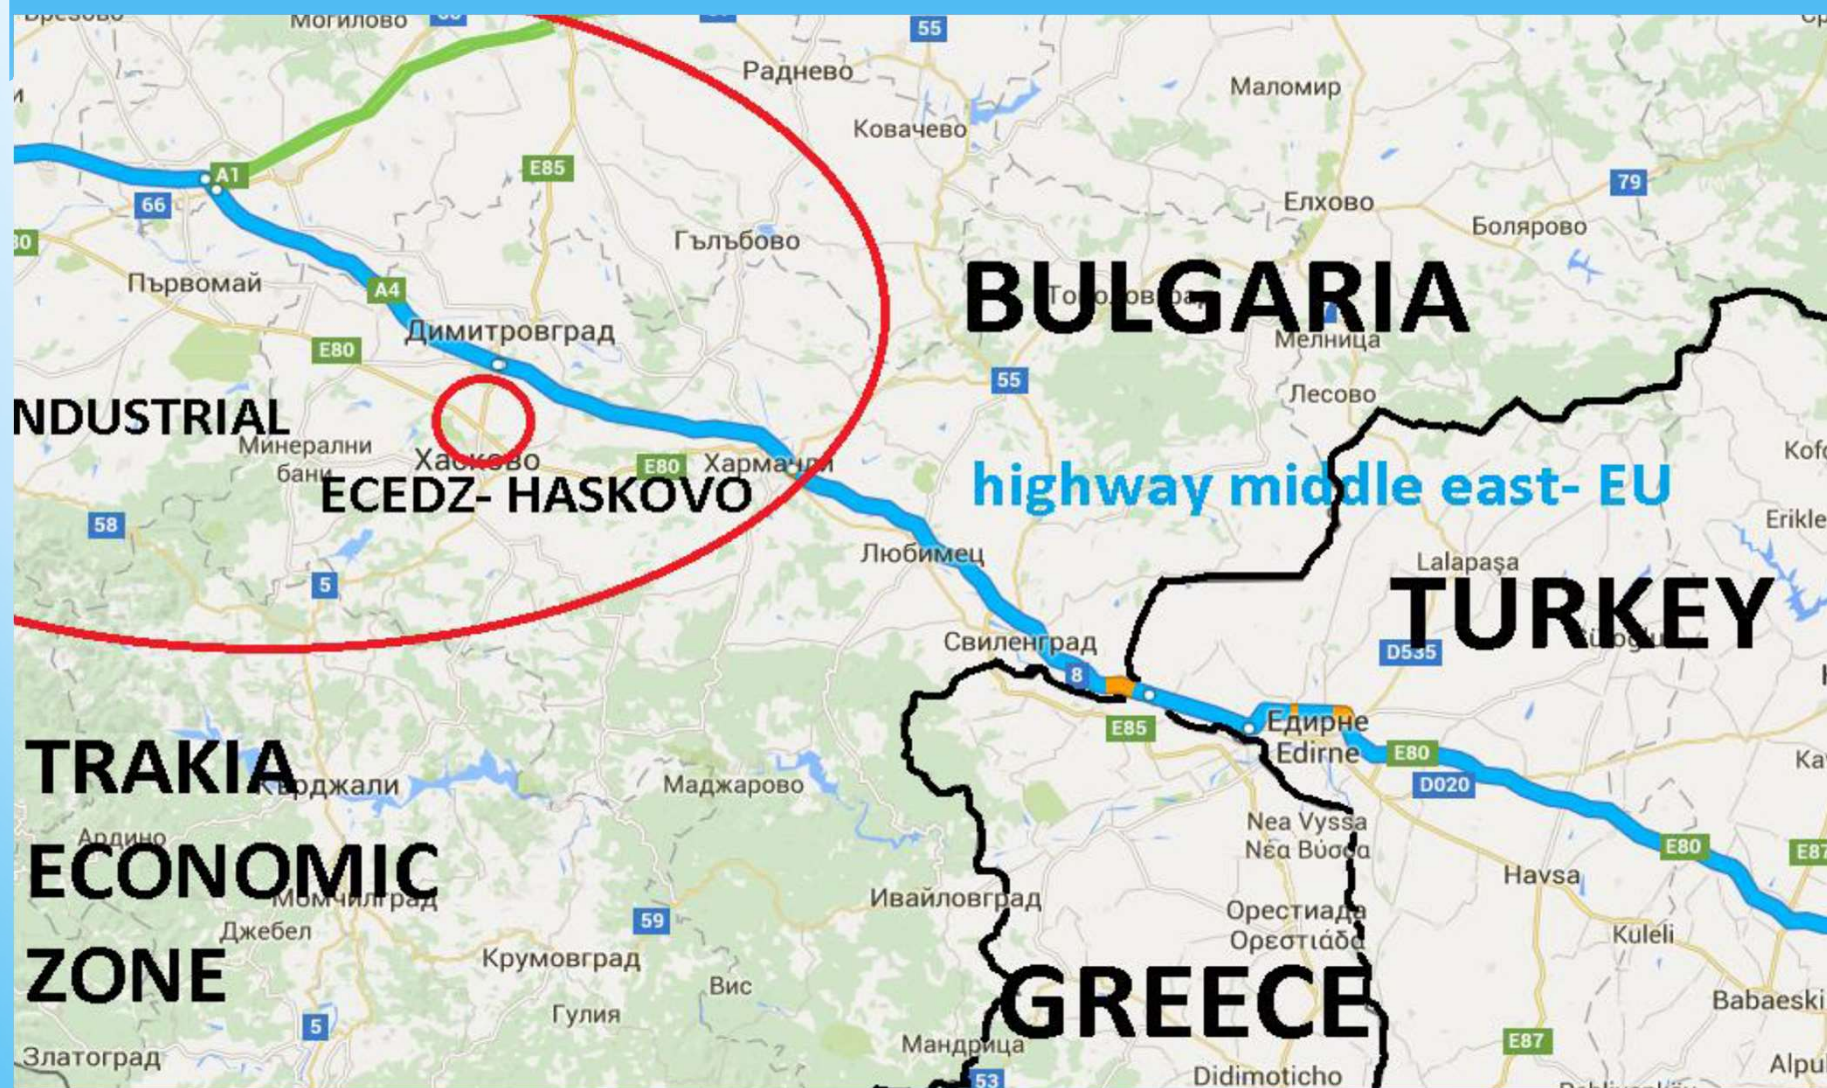 Могилово
55
Раднево
Маломир
Ковачево
A1
E85
66
79
Елхово
Болярово
Гълъбово
Първомай
A4
BULGARIA
Димитровград
Мелница
E80
55
Лесово
NDUSTRIAL
Минерални
бани
Хасково
E80
Харманли
highway middle east- EU
ECEDZ- HASKOVO
58
Любимец
Lalapaşa
5
TURKEY
Свиленград
D535
8
E85
Едирне
Edirne
E80
D020
TRAKIA
Кърджали
Маджарово
Nea Vyssa
Νέα Βύσσα
E80
E87
Ардино
ECONOMIC
Havsa
Момчилград
Ивайловград
59
Джебел
Орестиада
Ορεστιάδα
Kuleli
Крумовград
ZONE
Вис
GREECE
Babaeski
Гулия
5
E87
Мандрица
Златоград
53
Didimoticho